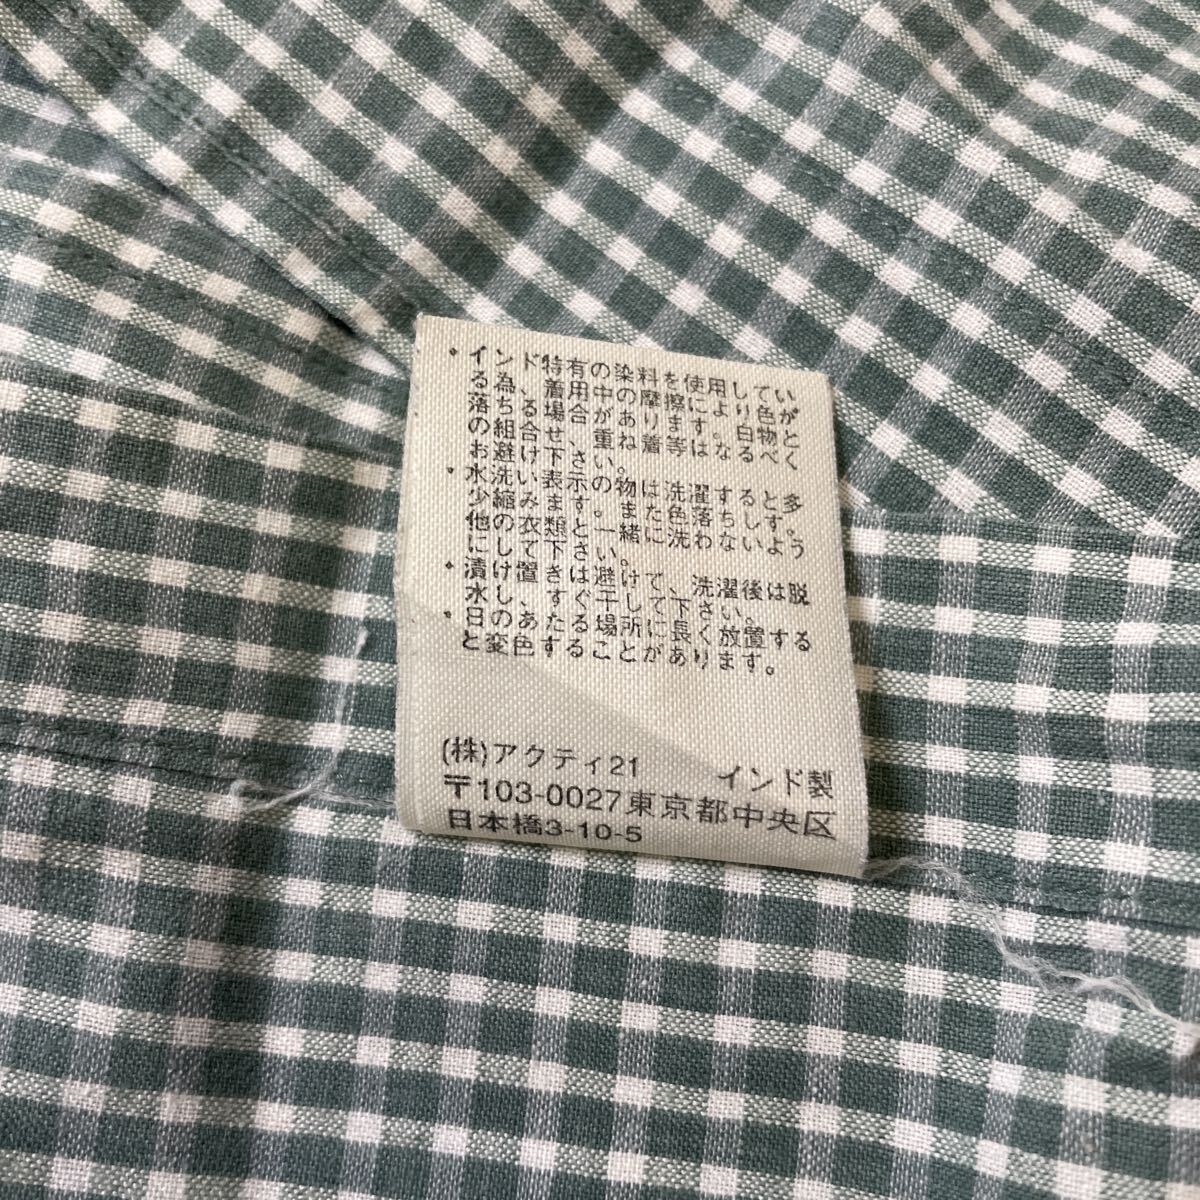 ・インド特有の染料を使用してい
る為、着用中の摩擦により色が
落ちる場合があります。白物と
の組合せ、重ね着等はなるべく
お避け下さい。
・水洗い表示の物は洗濯すると多
少縮みます。また色落ちします。
他の衣類と一緒に洗わないよう
にして下さい。
・漬け置きは避けて、洗濯後は脱
水し、すぐ干して下さい。
・日のあたる場所に長く放置する
と変色することがあります。
(株)アクティ21 インド製
〒103-0027東京都中央区
日本橋3-10-5